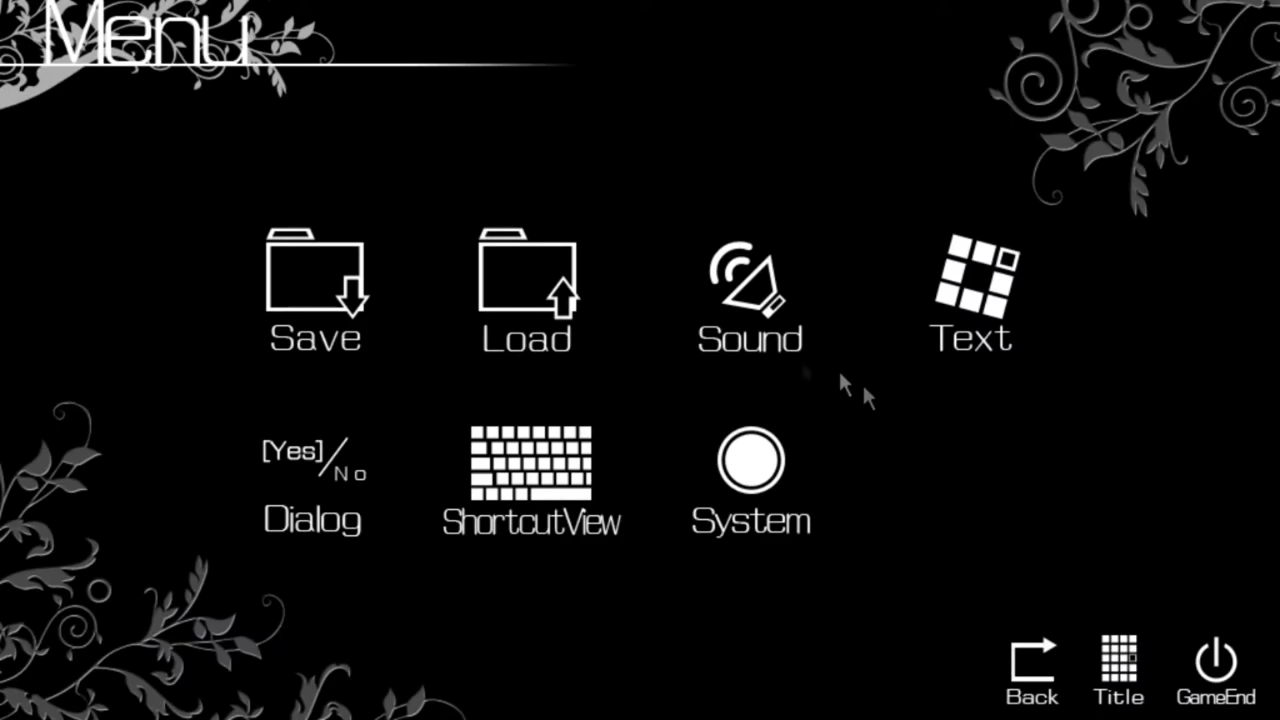 Menu
Save
Load
Sound
Text
[Yes]/No
Dialog
ShortcutView
System
Back
Title
GameEnd